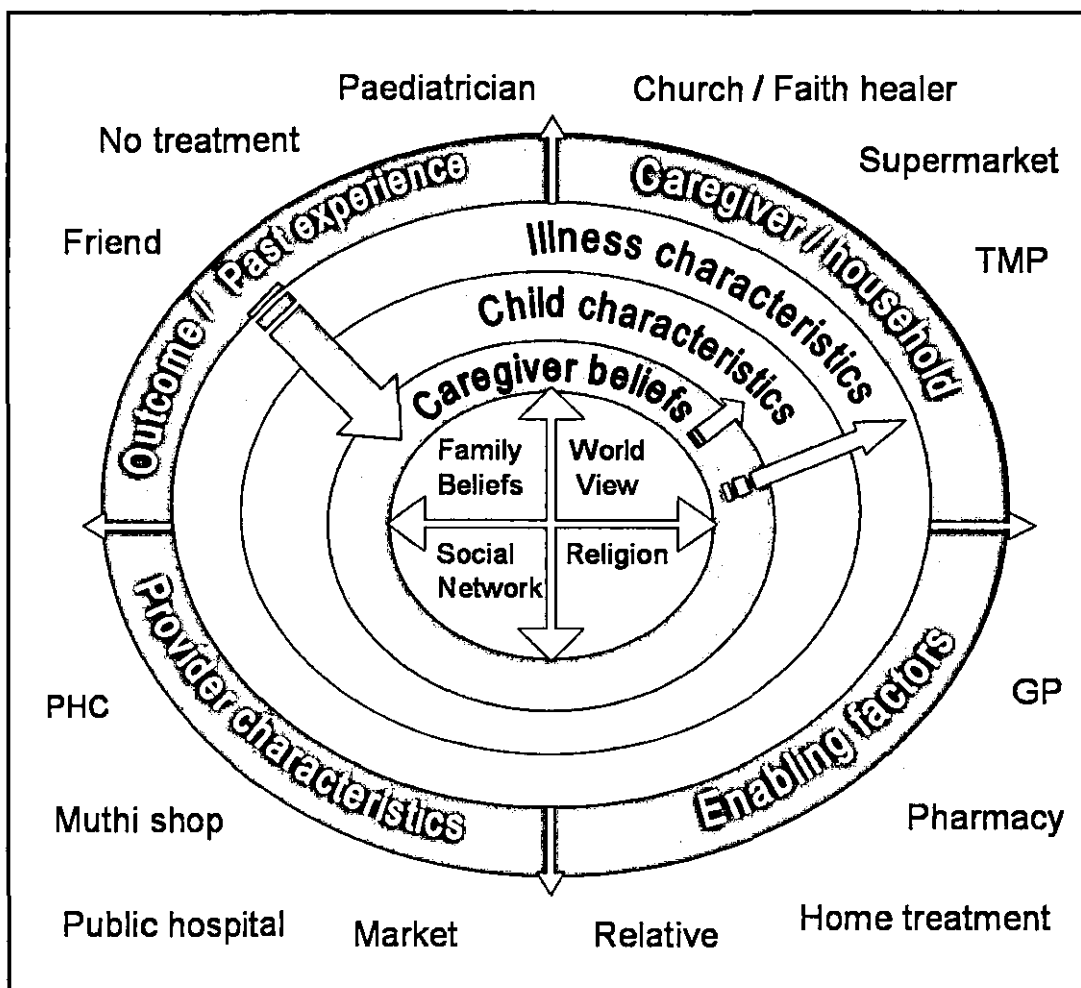 Paediatrician
Church / Faith healer
No treatment
Supermarket
Friend
TMP
Outcome / Past experience
Caregiver / household
Illness characteristics
Child characteristics
Caregiver beliefs
Family
Beliefs
World
View
Social
Network
Religion
Provider characteristics
Enabling factors
PHC
GP
Muthi shop
Pharmacy
Public hospital
Market
Relative
Home treatment